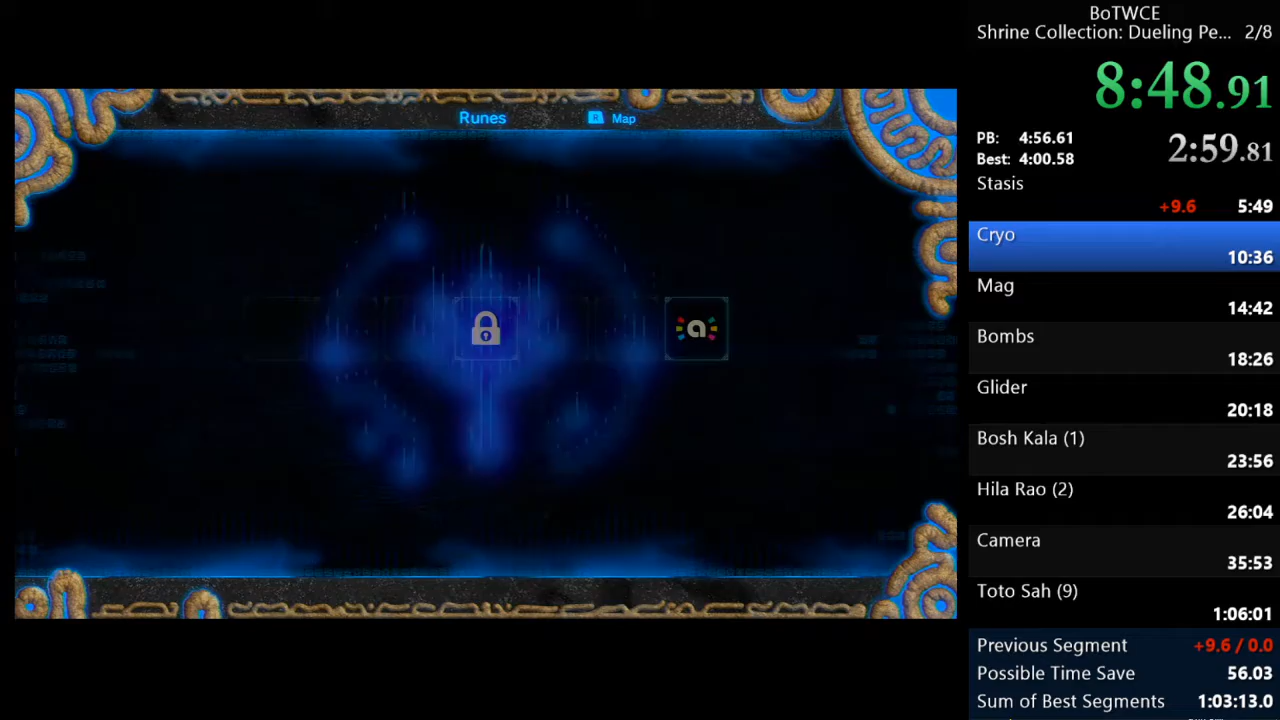 BoTWCE
Shrine Collection: Dueling Pe... 2/8
8:48.91
PB: 4:56.61
Best: 4:00.58
2:59.81
Runes
R Map
Stasis
+9.6 5:49
Cryo
10:36
Mag
14:42
Bombs
18:26
Glider
20:18
Bosh Kala (1)
23:56
Hila Rao (2)
26:04
Camera
35:53
Toto Sah (9)
1:06:01
Previous Segment +9.6 / 0.0
Possible Time Save 56.03
Sum of Best Segments 1:03:13.0
a